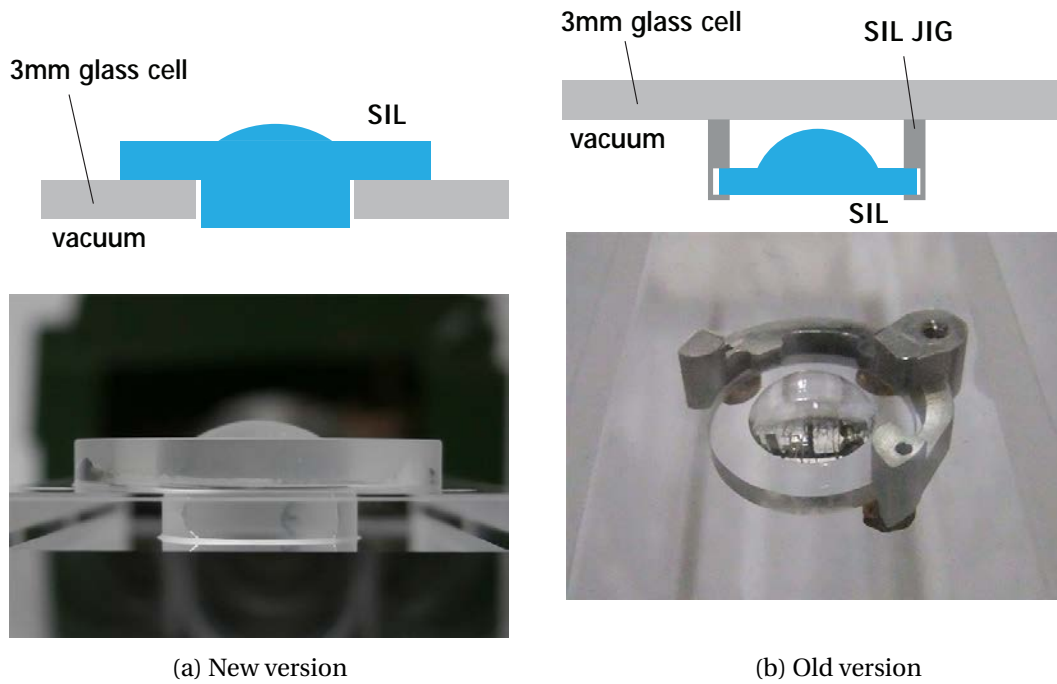 3mm glass cell
SIL
vacuum
(a) New version
3mm glass cell
SIL JIG
vacuum
SIL
(b) Old version